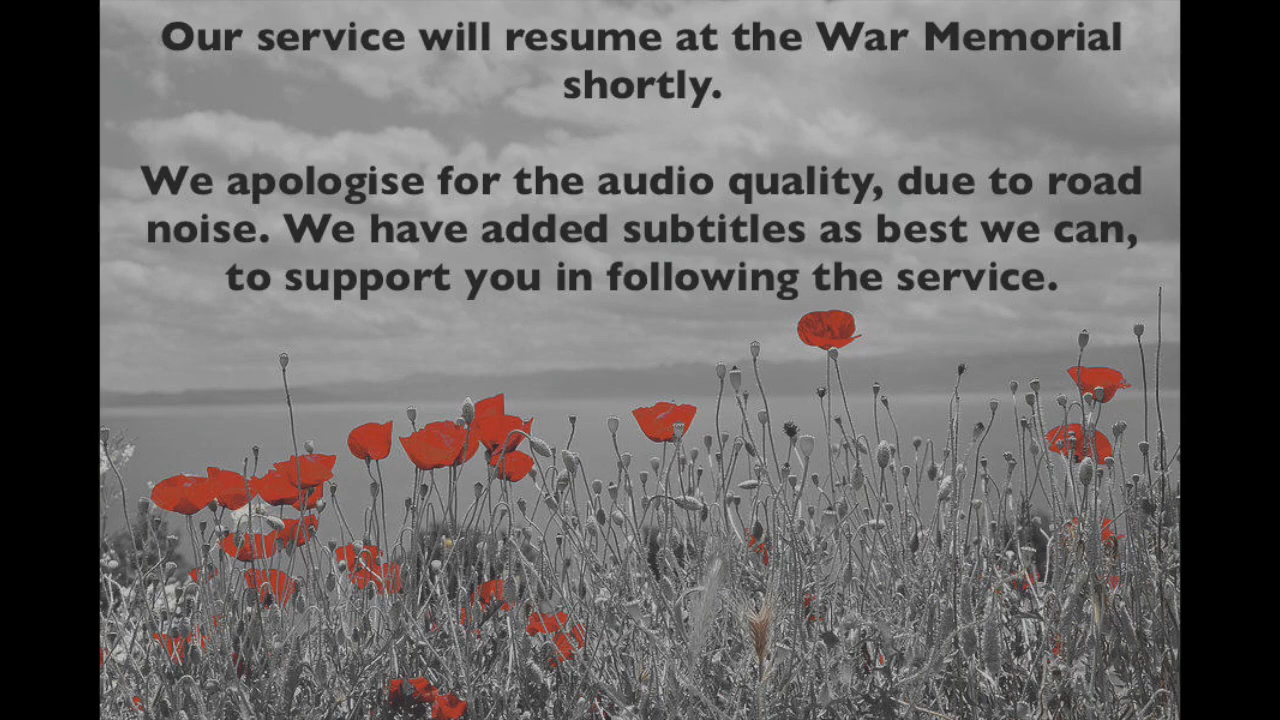 Our service will resume at the War Memorial
shortly.
We apologise for the audio quality, due to road
noise. We have added subtitles as best we can,
to support you in following the service.